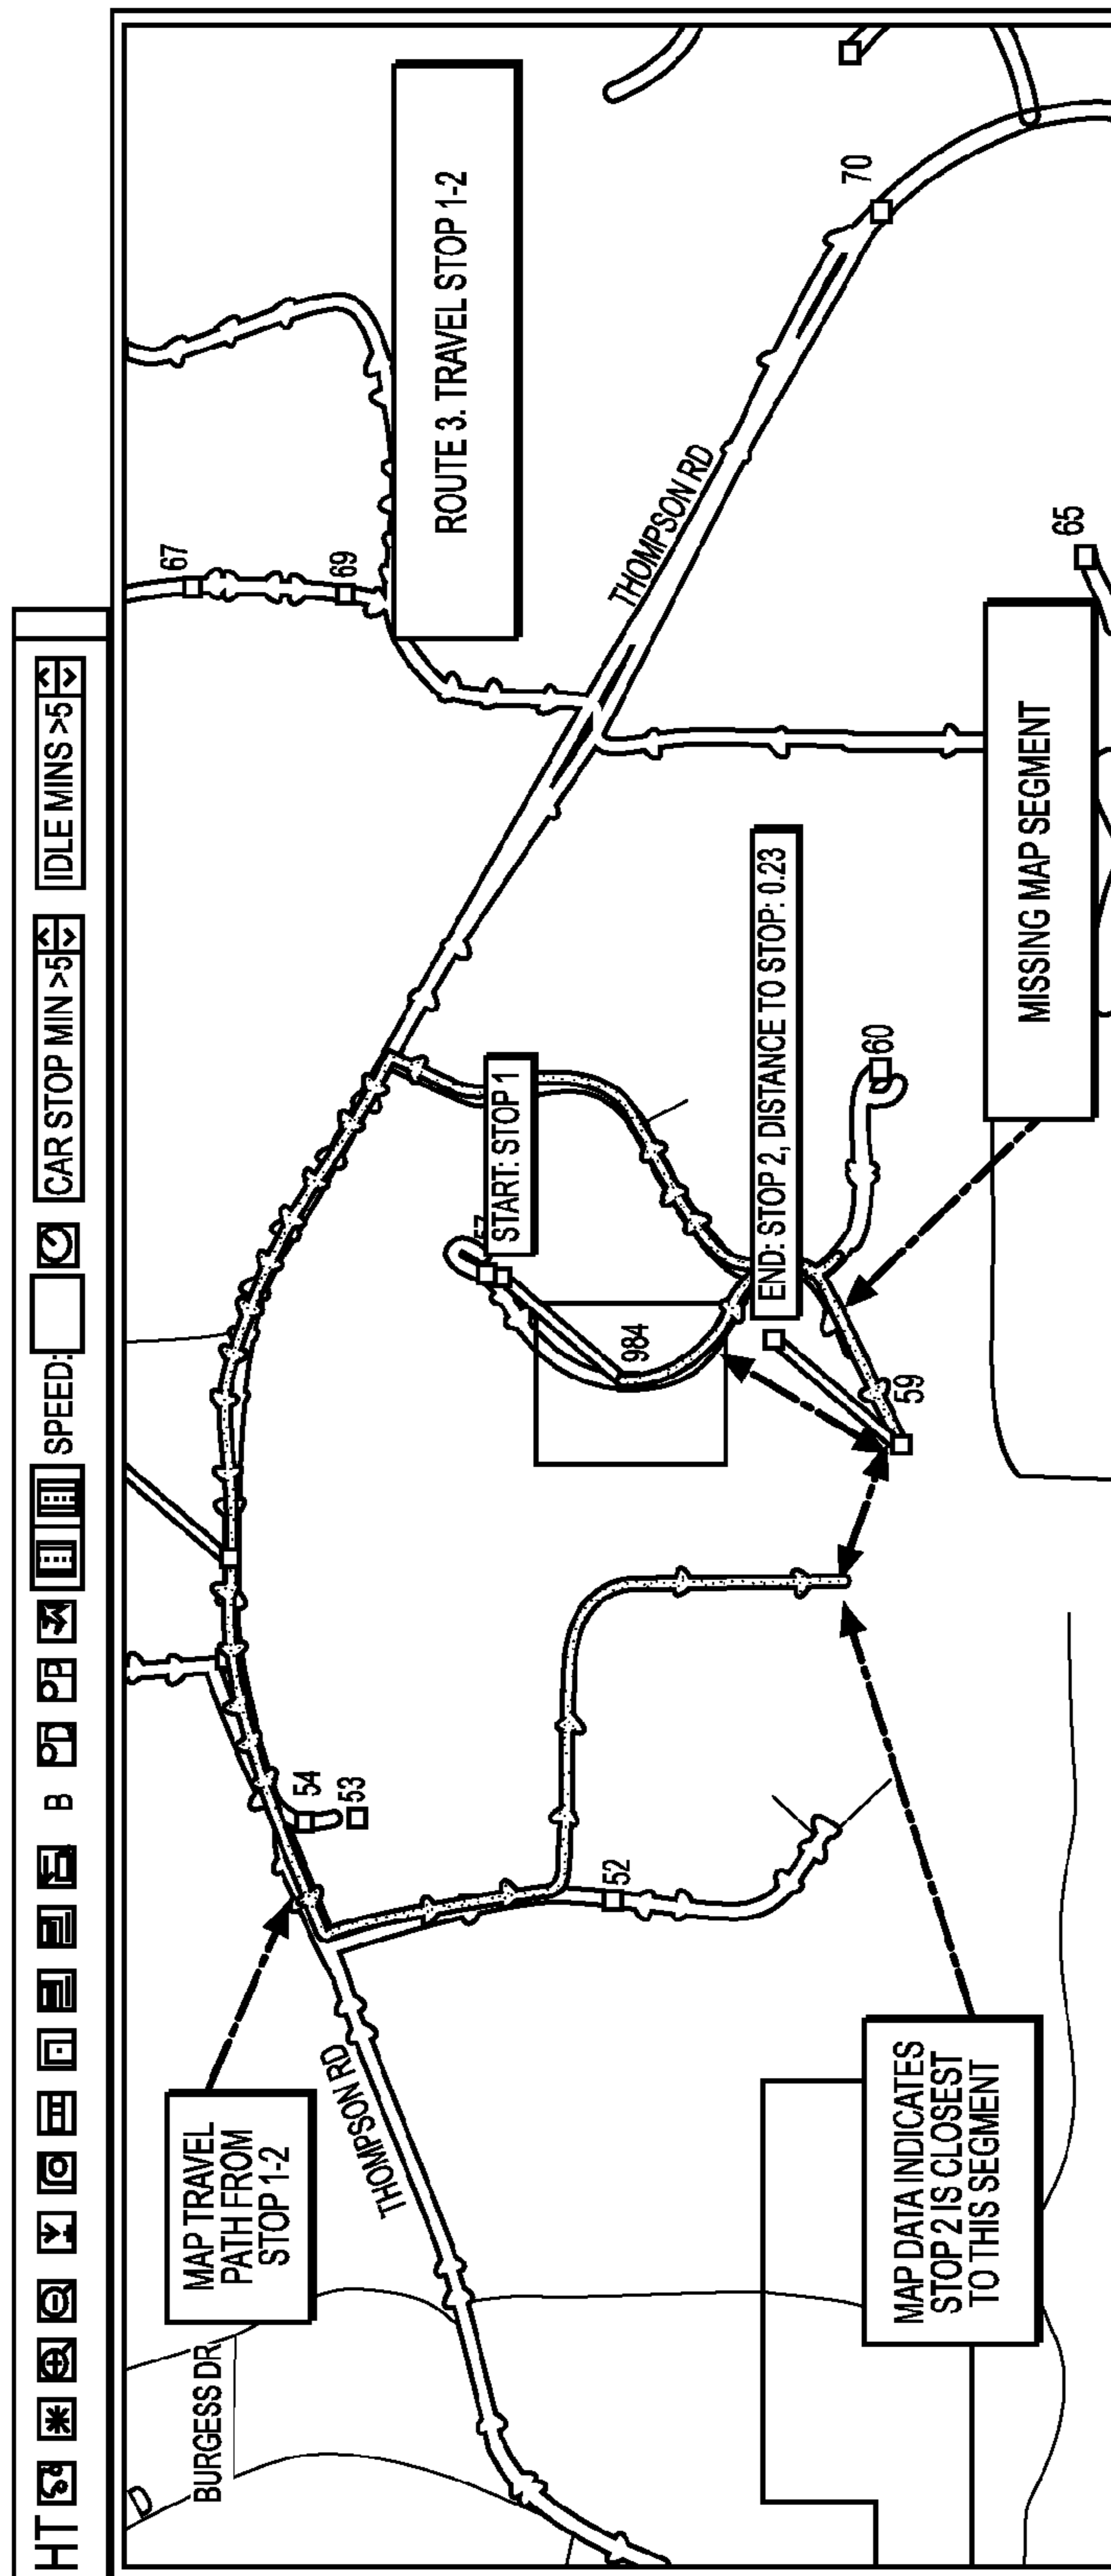 HT
B
SPEED:
CAR STOP MIN >5
IDLE MINS >5
BURGESS DR
MAP TRAVEL
PATH FROM
STOP 1-2
THOMPSON RD
54
53
52
67
69
ROUTE 3. TRAVEL STOP 1-2
START: STOP 1
984
THOMPSON RD
70
END: STOP 2, DISTANCE TO STOP: 0.23
59
60
65
MAP DATA INDICATES
STOP 2 IS CLOSEST
TO THIS SEGMENT
MISSING MAP SEGMENT